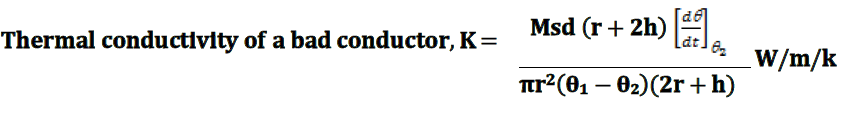 Thermal conductivity of a bad conductor, K = Msd (r + 2h) [dθ/dt]θ₂ / πr²(θ₁ − θ₂)(2r + h) W/m/k